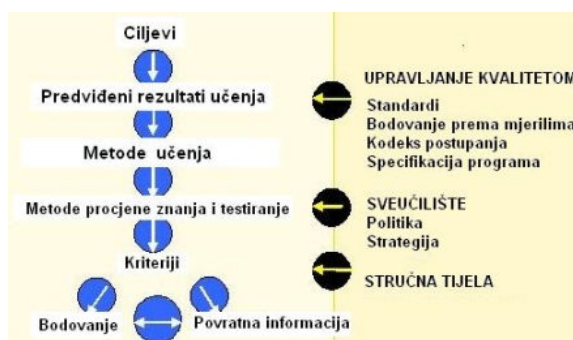 Ciljevi
Predviđeni rezultati učenja
Metode učenja
Metode procjene znanja i testiranje
Kriteriji
Bodovanje
Povratna informacija
UPRAVLJANJE KVALITETOM
Standardi
Bodovanje prema mjerilima
Kodeks postupanja
Specifikacija programa
SVEUČILIŠTE
Politika
Strategija
STRUČNA TIJELA